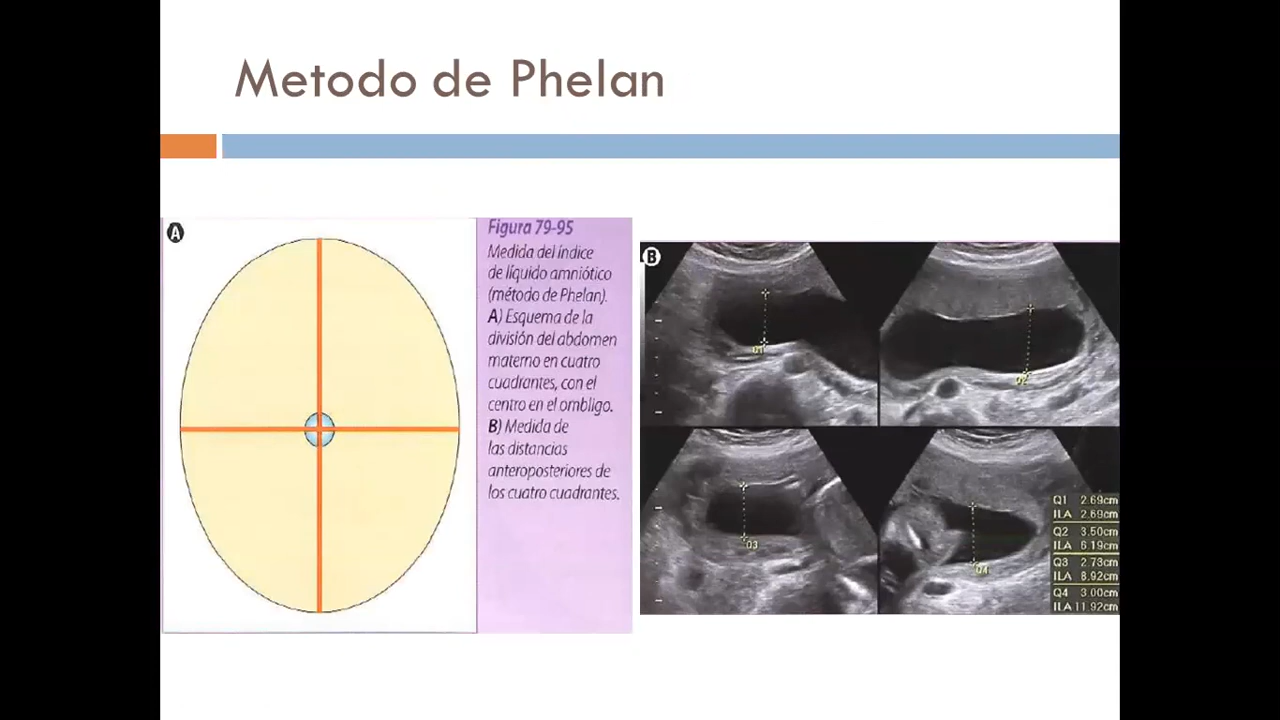 Metodo de Phelan
A
Figura 79-95
Medida del índice
de líquido amniótico
(método de Phelan).
A) Esquema de la
división del abdomen
materno en cuatro
cuadrantes, con el
centro en el ombligo.
B) Medida de
las distancias
anteroposteriores de
los cuatro cuadrantes.
B
Q1
Q2
Q3
Q4
Q1 2.69cm
ILA 2.69cm
Q2 3.50cm
ILA 6.19cm
Q3 2.73cm
ILA 8.92cm
Q4 3.00cm
ILA 11.92cm